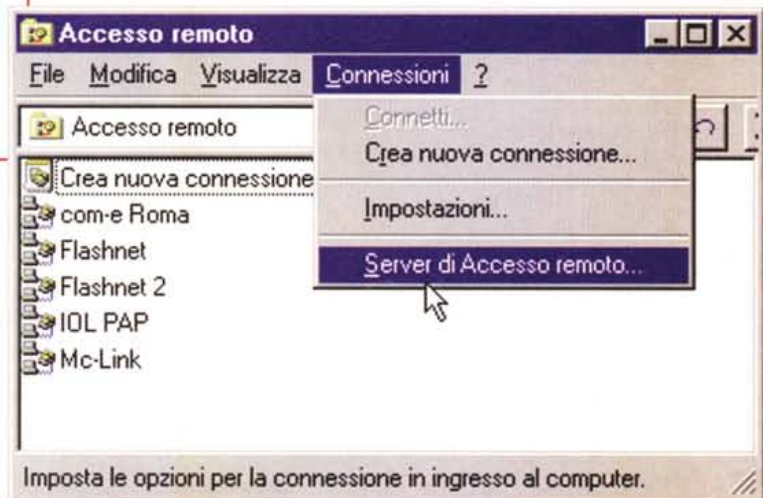 Accesso remoto
File Modifica Visualizza Connessioni ?
Accesso remoto
Connetti...
Crea nuova connessione...
Impostazioni...
Server di Accesso remoto...
Crea nuova connessione
com-e Roma
Flashnet
Flashnet 2
IOL PAP
Mc-Link
Imposta le opzioni per la connessione in ingresso al computer.